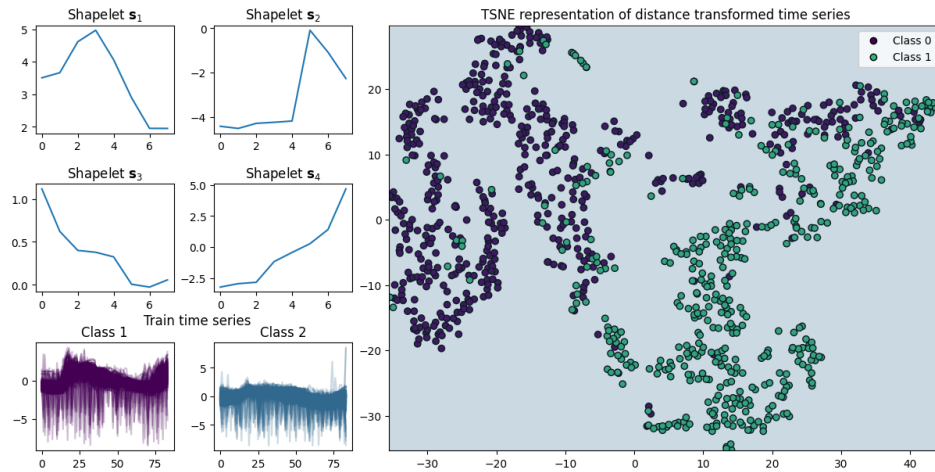 Shapelet s₁
5
4
3
2
0 2 4 6
Shapelet s₂
0
−2
−4
0 2 4 6
Shapelet s₃
1.0
0.5
0.0
0 2 4 6
Shapelet s₄
5.0
2.5
0.0
−2.5
0 2 4 6
Train time series
Class 1
0
−5
0 25 50 75
Class 2
5
0
−5
0 25 50 75
TSNE representation of distance transformed time series
Class 0
Class 1
20
10
0
−10
−20
−30
−30 −20 −10 0 10 20 30 40